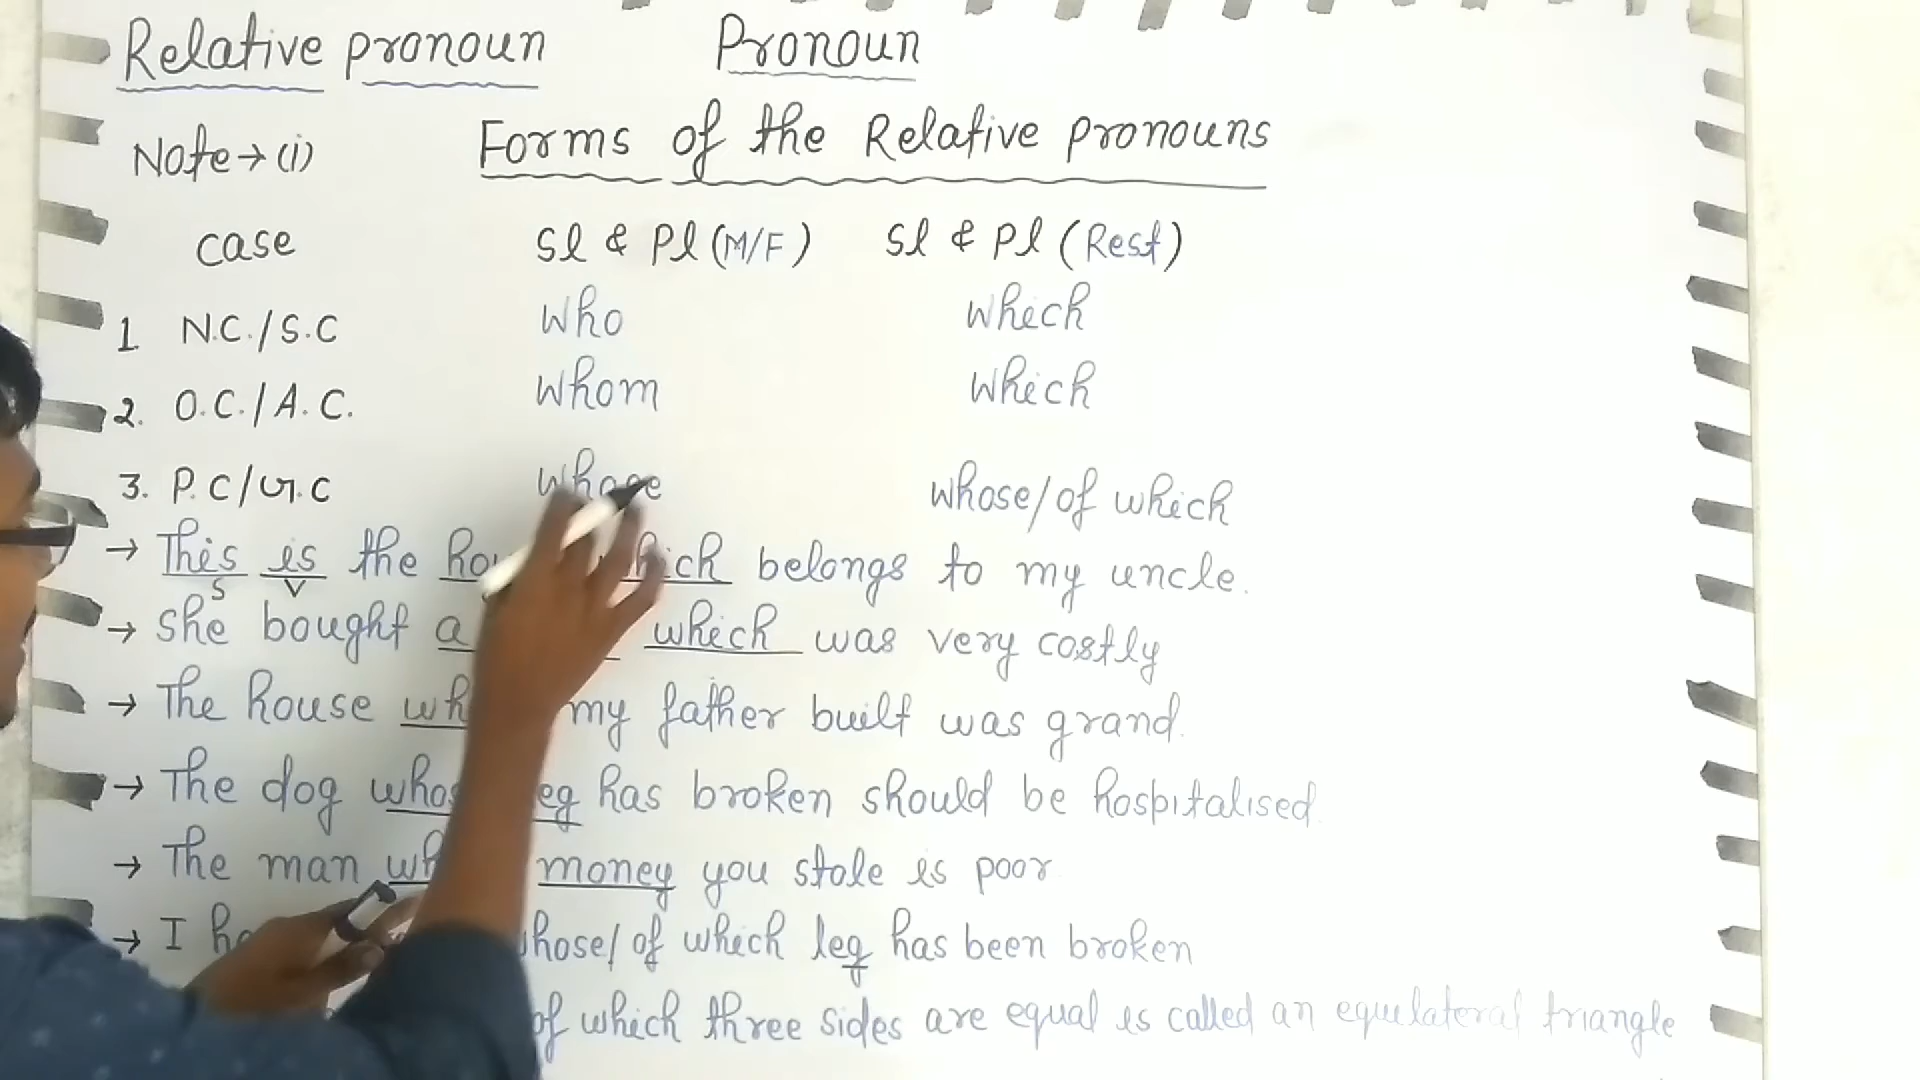 Relative pronoun Pronoun
Note→(i) Forms of the Relative pronouns
case Sl & Pl (M/F) Sl & Pl (Rest)
1. N.C./S.C who which
2. O.C./A.C. whom which
3. P.C/G.C whose whose/of which
→ This is the which belongs to my uncle.
S V
→ She bought a which was very costly
→ The house my father built was grand.
→ The dog leg has broken should be hospitalised.
→ The man money you stole is poor
→ I whose/of which leg has been broken
of which three sides are equal is called an equilateral triangle